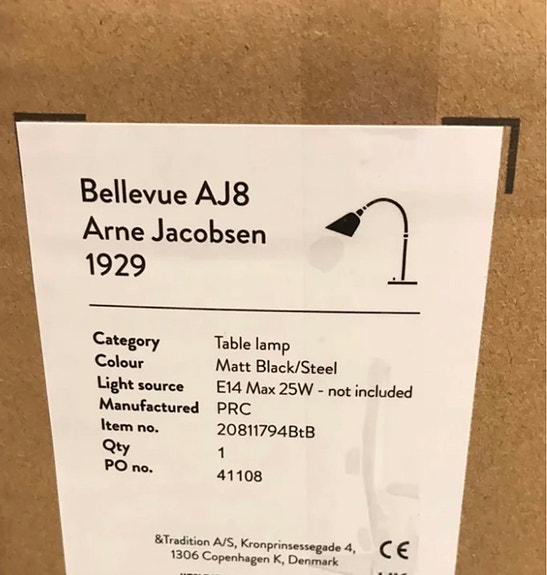 Bellevue AJ8
Arne Jacobsen
1929
Category Table lamp
Colour Matt Black/Steel
Light source E14 Max 25W - not included
Manufactured PRC
Item no. 20811794BtB
Qty 1
PO no. 41108
&Tradition A/S, Kronprinsessegade 4,
1306 Copenhagen K, Denmark
CE